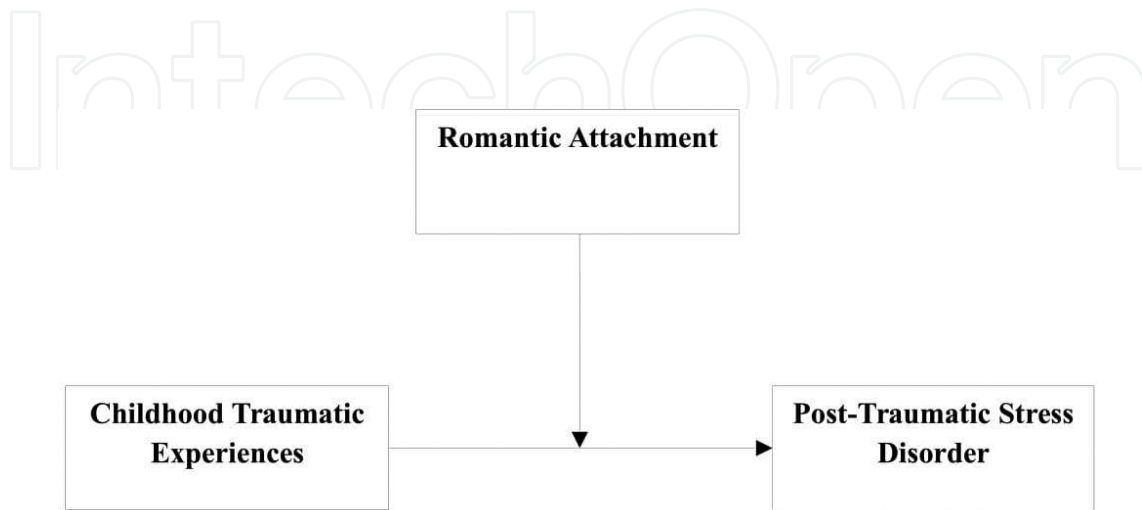 IntechOpen
Romantic Attachment
Childhood Traumatic
Experiences
Post-Traumatic Stress
Disorder